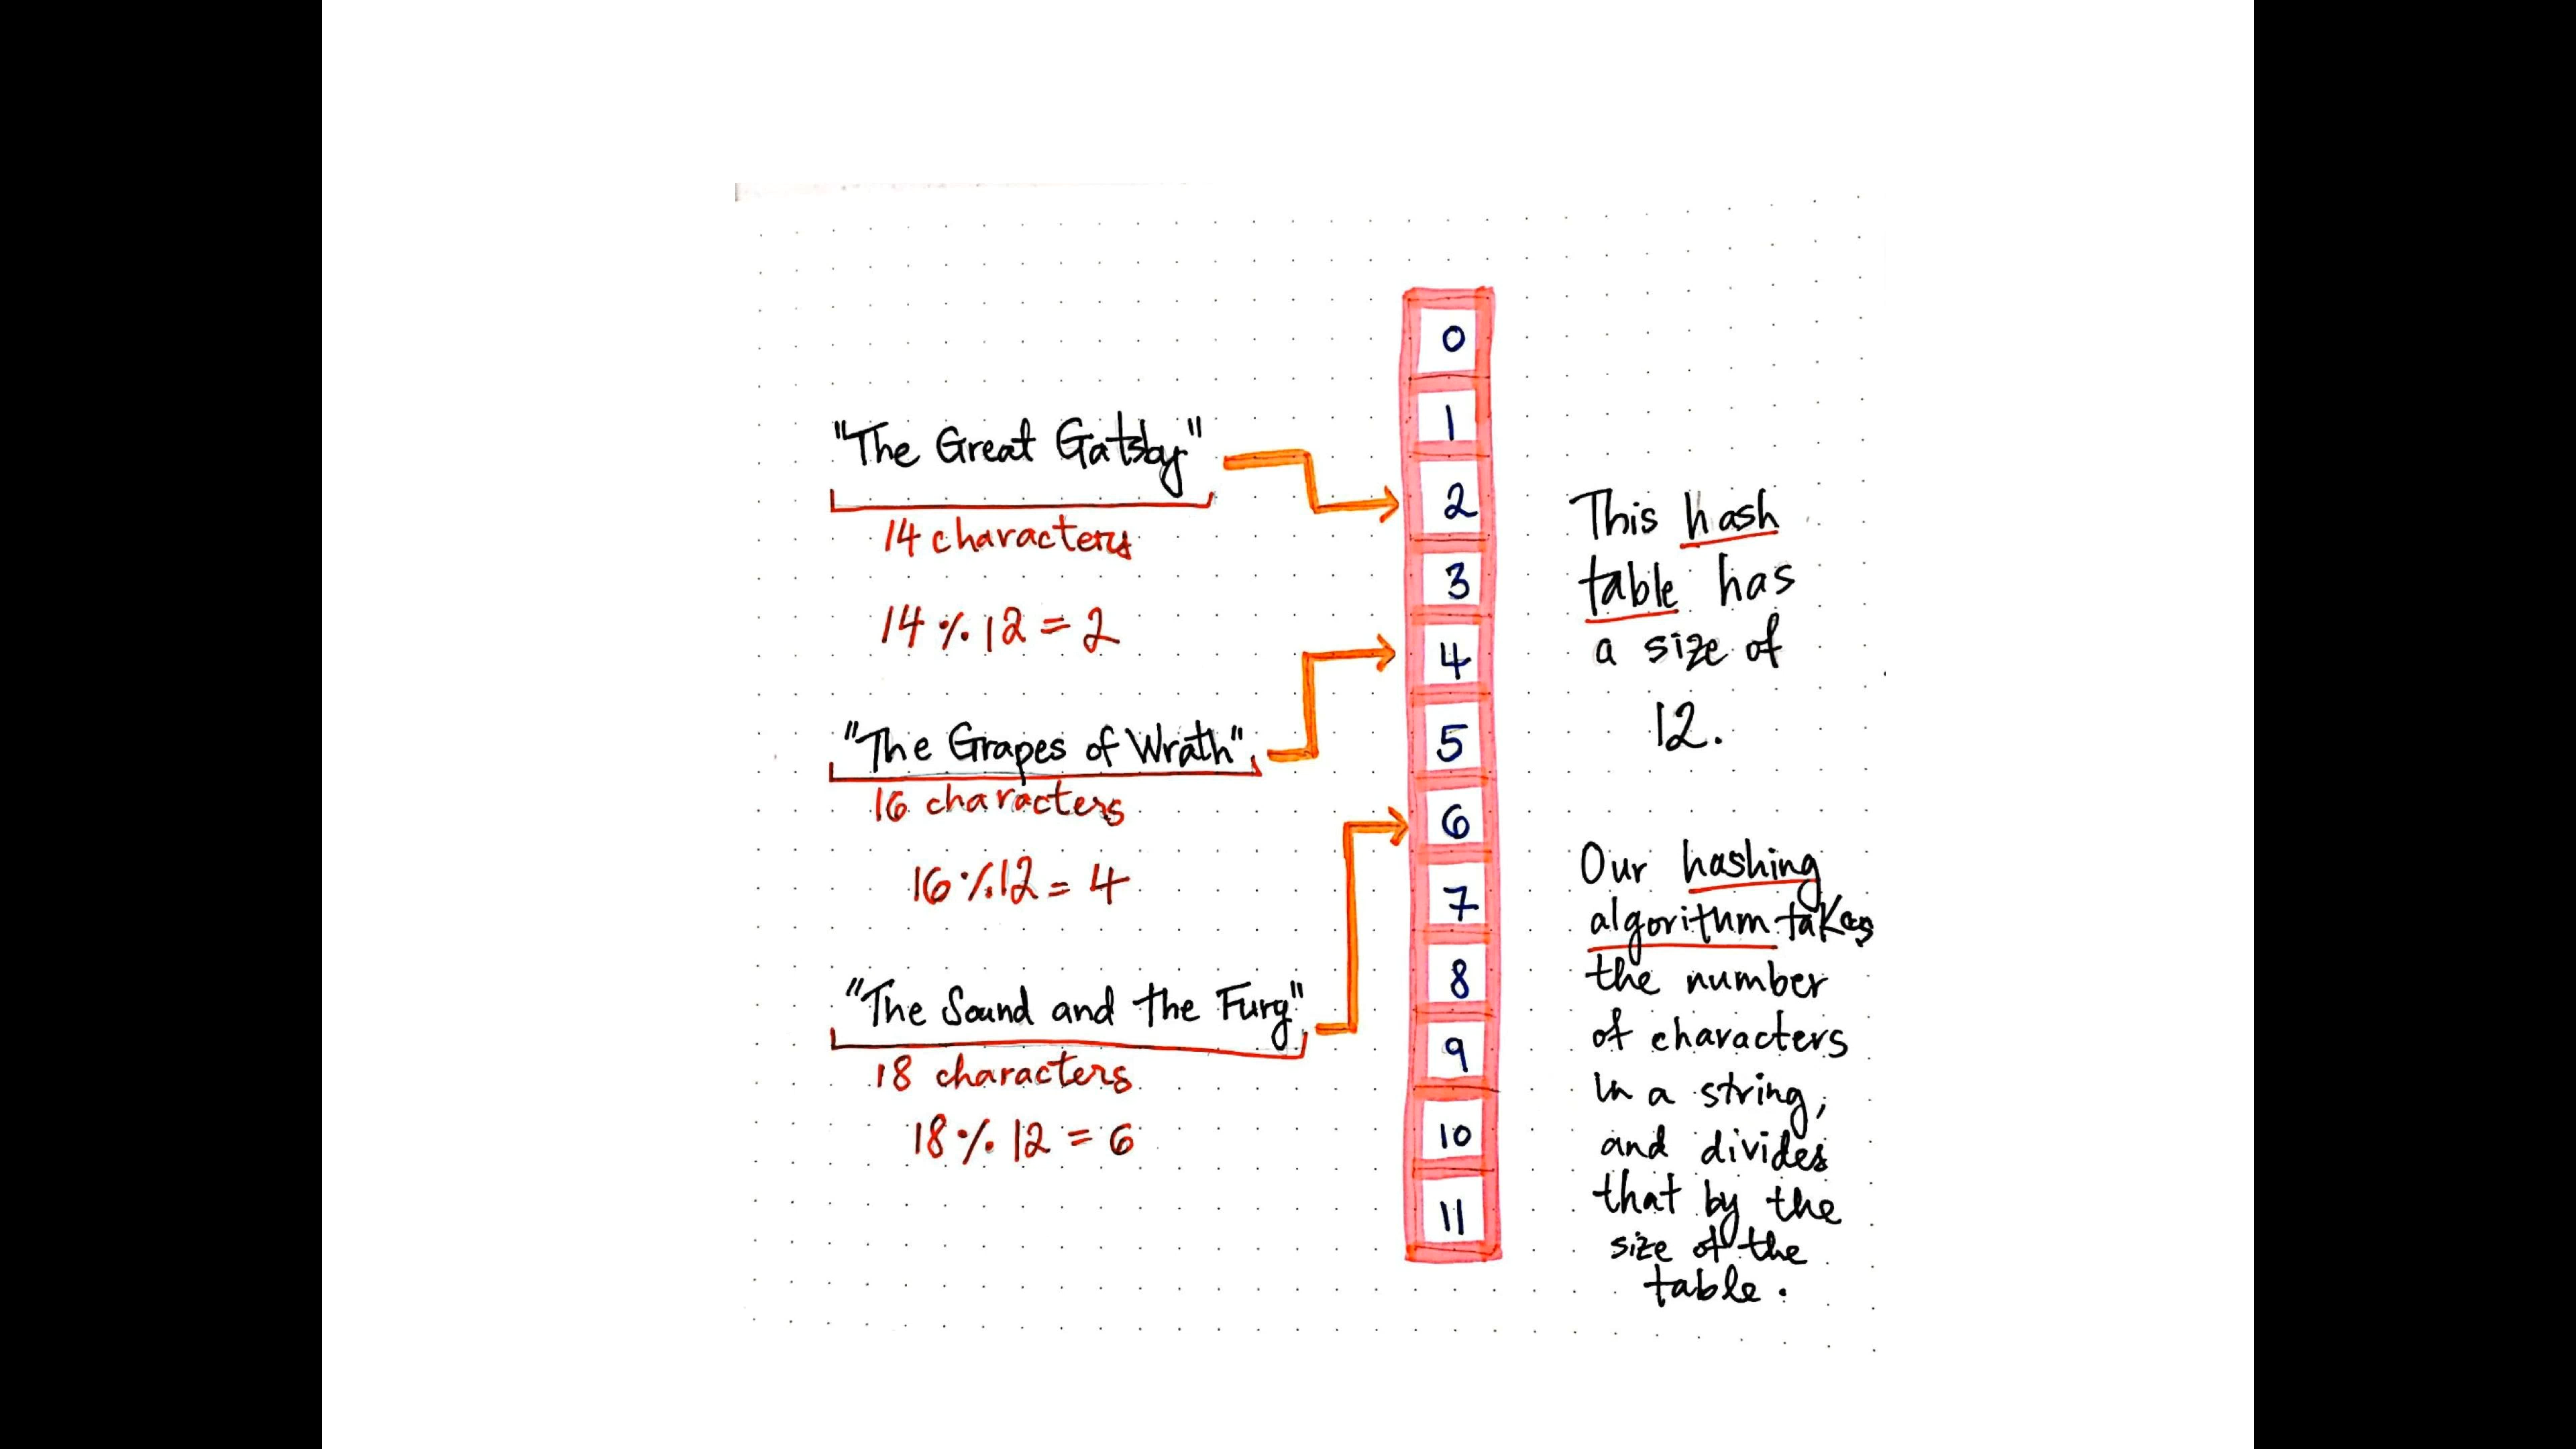 "The Great Gatsby"
14 characters
14 % 12 = 2
"The Grapes of Wrath"
16 characters
16 % 12 = 4
"The Sound and the Fury"
18 characters
18 % 12 = 6
0
1
2
3
4
5
6
7
8
9
10
11
This hash
table has
a size of
12.
Our hashing
algorithm takes
the number
of characters
in a string,
and divides
that by the
size of the
table.